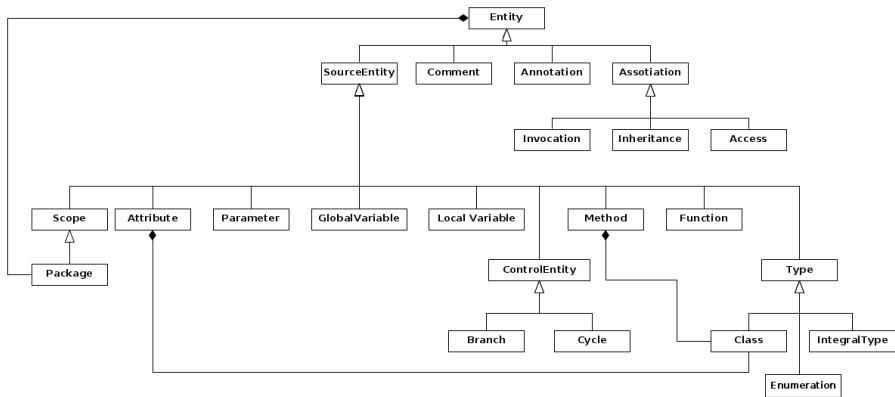 Entity
SourceEntity
Comment
Annotation
Assotiation
Invocation
Inheritance
Access
Scope
Attribute
Parameter
GlobalVariable
Local Variable
Method
Function
Package
ControlEntity
Type
Branch
Cycle
Class
IntegralType
Enumeration